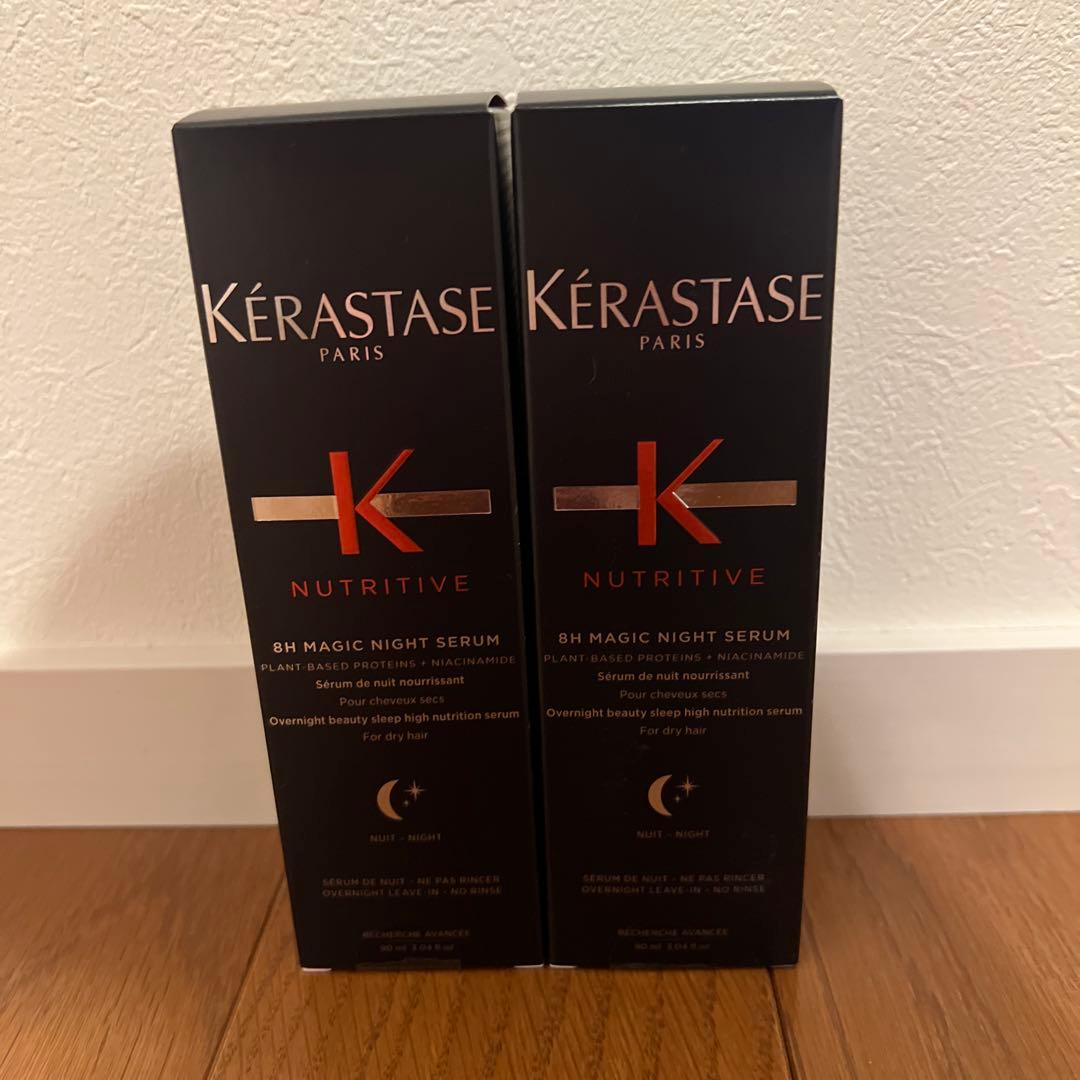 KÉRASTASE
PARIS
K
NUTRITIVE
8H MAGIC NIGHT SERUM
PLANT-BASED PROTEINS + NIACINAMIDE
Sérum de nuit nourrissant
Pour cheveux secs
Overnight beauty sleep high nutrition serum
For dry hair
NUIT - NIGHT
SÉRUM DE NUIT - NE PAS RINCER
OVERNIGHT LEAVE-IN - NO RINSE
RECHERCHE AVANCÉE
90 ml 3.04 fl.oz
KÉRASTASE
PARIS
K
NUTRITIVE
8H MAGIC NIGHT SERUM
PLANT-BASED PROTEINS + NIACINAMIDE
Sérum de nuit nourrissant
Pour cheveux secs
Overnight beauty sleep high nutrition serum
For dry hair
NUIT - NIGHT
SÉRUM DE NUIT - NE PAS RINCER
OVERNIGHT LEAVE-IN - NO RINSE
RECHERCHE AVANCÉE
90 ml 3.04 fl.oz